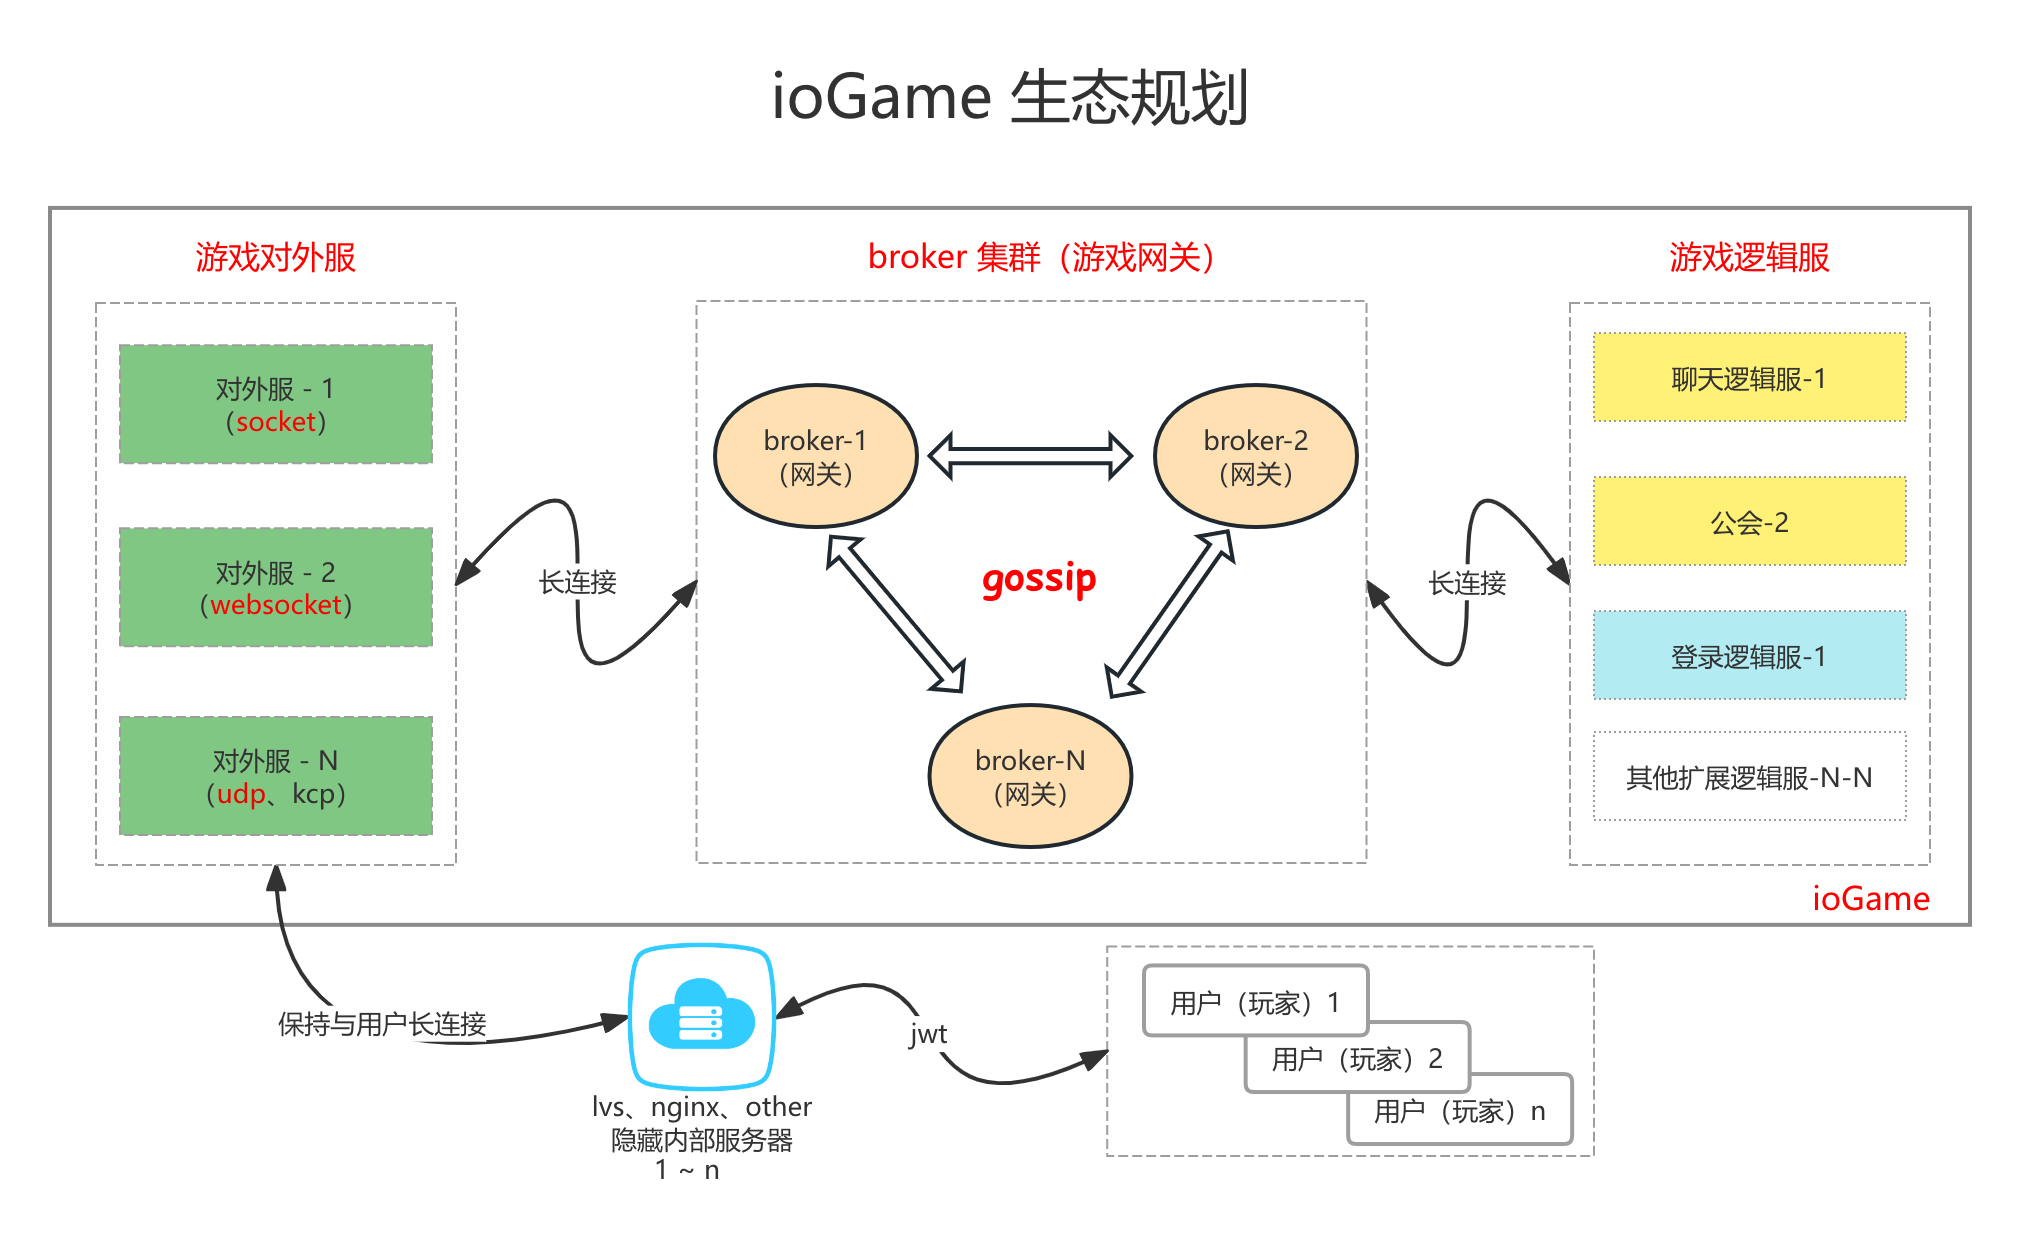 ioGame 生态规划
游戏对外服
对外服 - 1
（socket）
对外服 - 2
（websocket）
对外服 - N
（udp、kcp）
长连接
broker 集群（游戏网关）
broker-1
（网关）
broker-2
（网关）
gossip
broker-N
（网关）
长连接
游戏逻辑服
聊天逻辑服-1
公会-2
登录逻辑服-1
其他扩展逻辑服-N-N
ioGame
保持与用户长连接
lvs、nginx、other
隐藏内部服务器
1 ~ n
jwt
用户（玩家）1
用户（玩家）2
用户（玩家）n